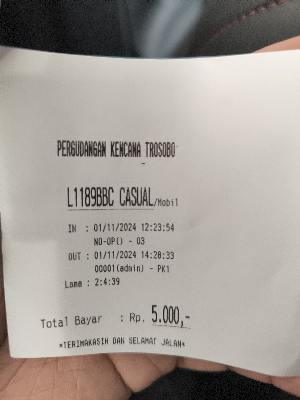 PERGUDANGAN KENCANA TROSOBO
-
L1189BBC CASUAL/Mobil
IN : 01/11/2024 12:23:54
NO-OP() - 03
OUT : 01/11/2024 14:28:33
00001(admin) - PK1
Lama : 2:4:39
Total Bayar : Rp. 5.000,-
*TERIMAKASIH DAN SELAMAT JALAN*